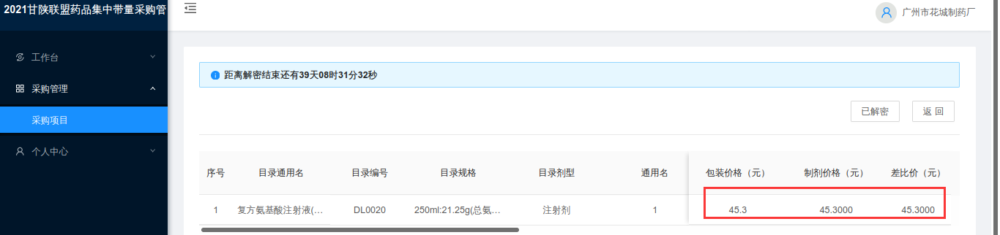 2021甘陕联盟药品集中带量采购管
广州市花城制药厂
工作台
采购管理
采购项目
个人中心
距离解密结束还有39天08时31分32秒
已解密 返 回
序号 目录通用名 目录编号 目录规格 目录剂型 通用名 包装价格（元） 制剂价格（元） 差比价（元）
1 复方氨基酸注射液(… DL0020 250ml:21.25g(总氨… 注射剂 1 45.3 45.3000 45.3000